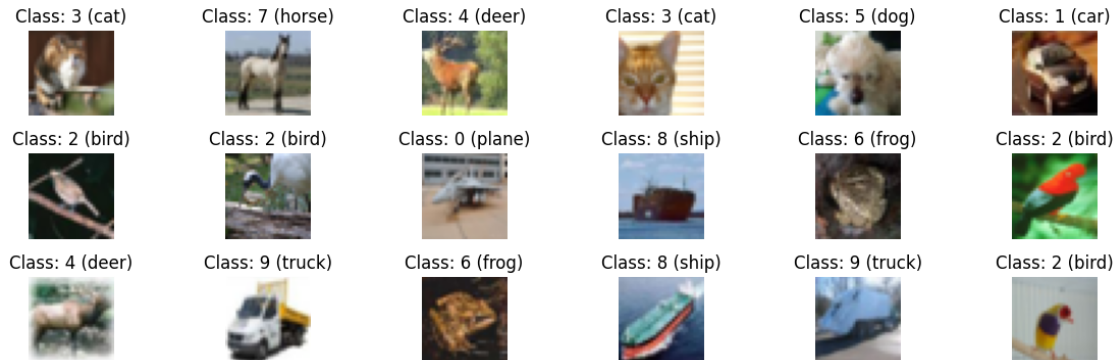 Class: 3 (cat) Class: 7 (horse) Class: 4 (deer) Class: 3 (cat) Class: 5 (dog) Class: 1 (car)
Class: 2 (bird) Class: 2 (bird) Class: 0 (plane) Class: 8 (ship) Class: 6 (frog) Class: 2 (bird)
Class: 4 (deer) Class: 9 (truck) Class: 6 (frog) Class: 8 (ship) Class: 9 (truck) Class: 2 (bird)